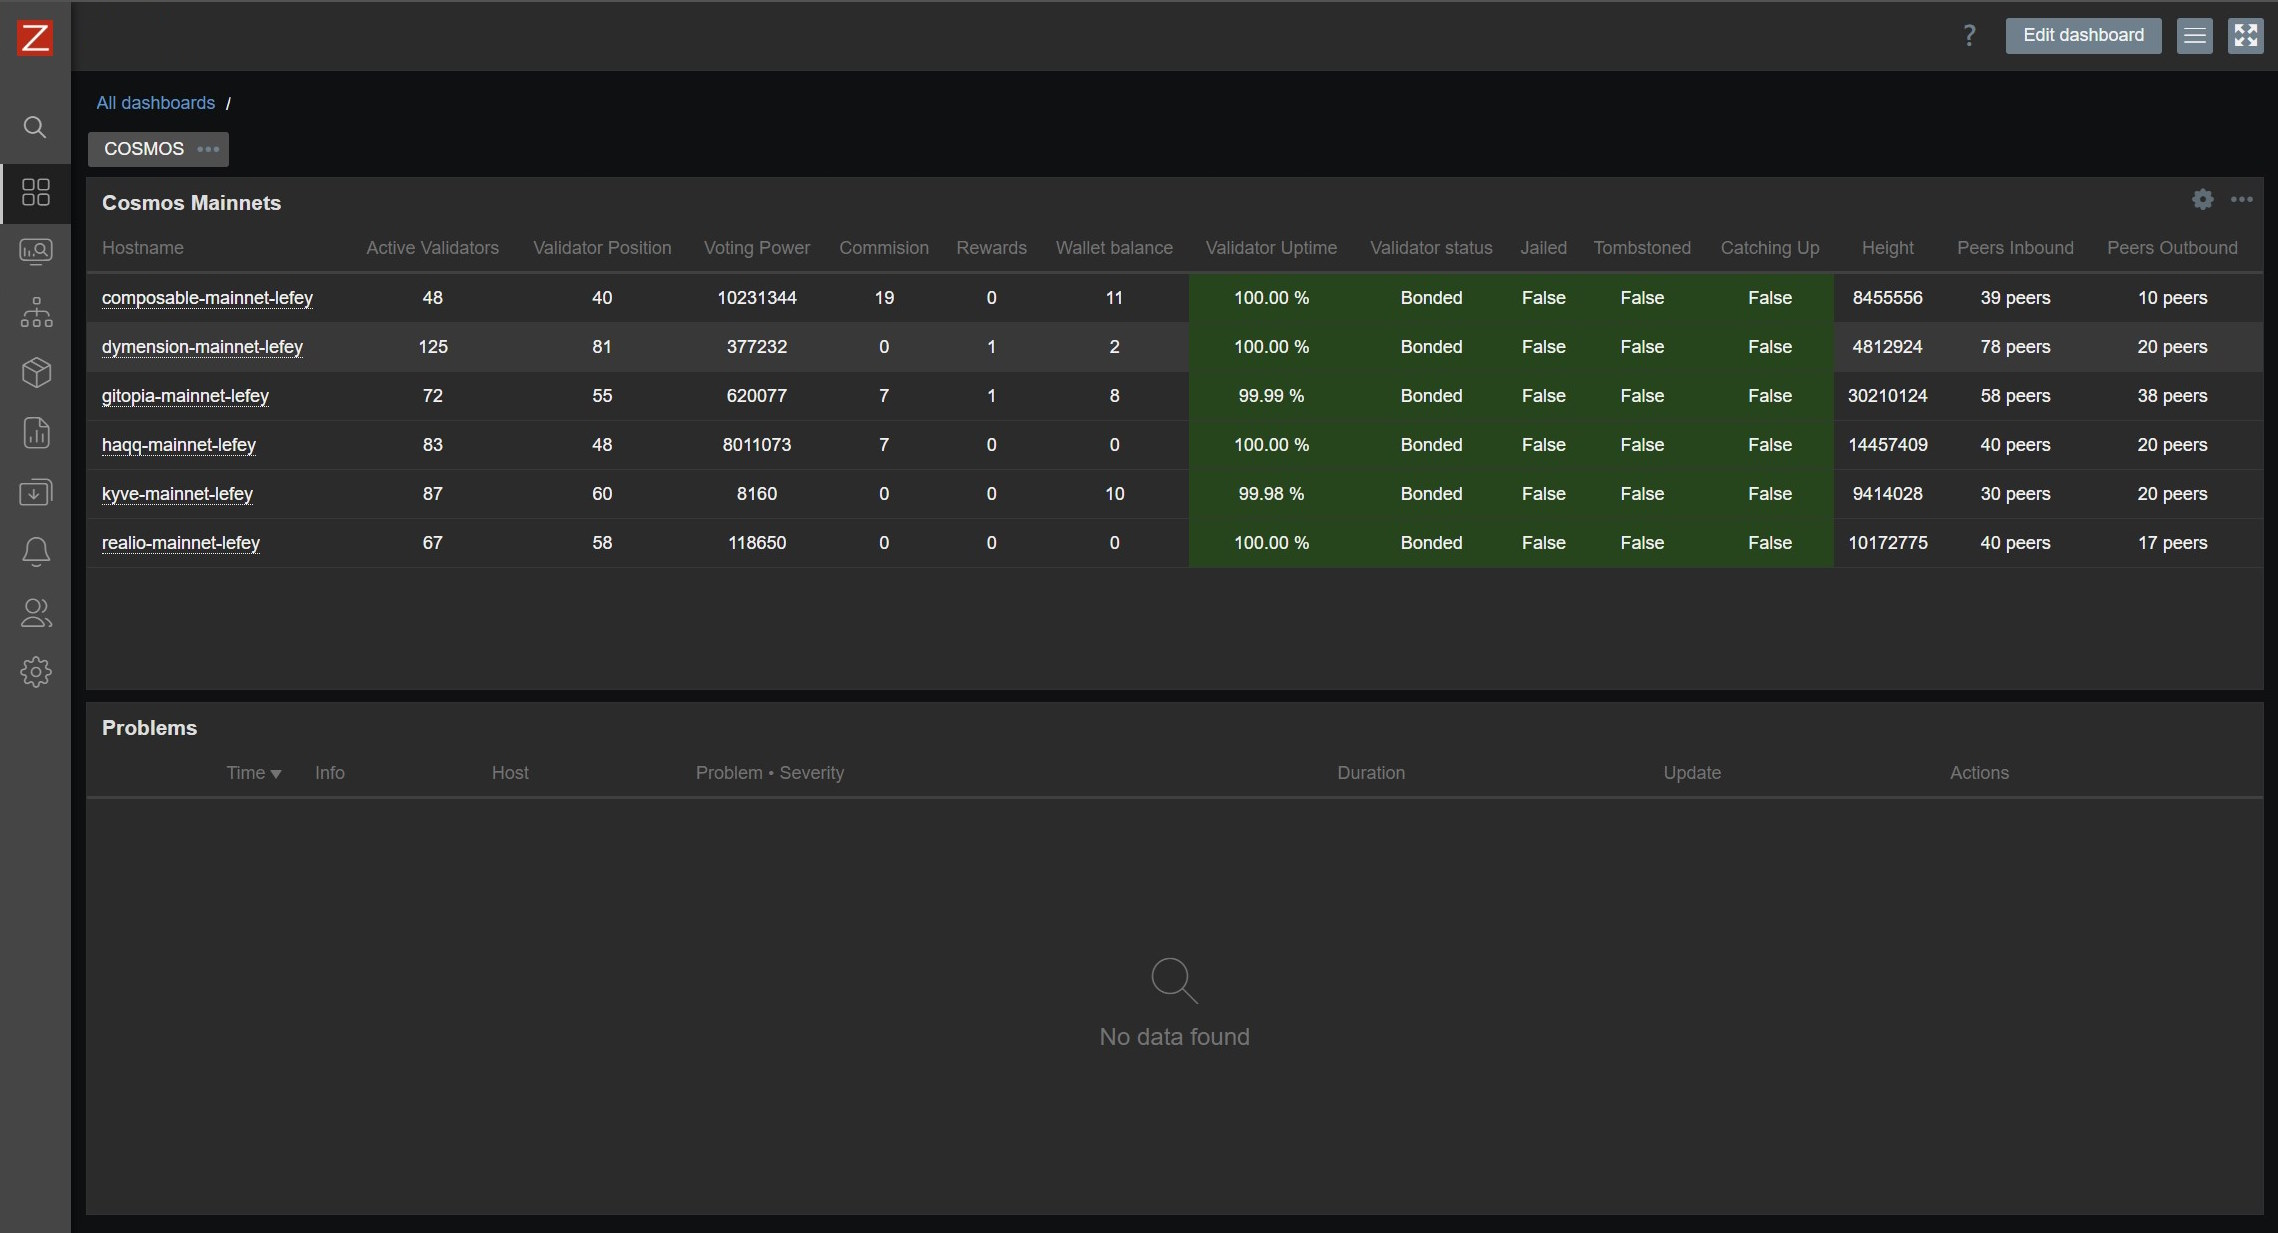 Z
? Edit dashboard
All dashboards /
COSMOS
Cosmos Mainnets
Hostname Active Validators Validator Position Voting Power Commision Rewards Wallet balance Validator Uptime Validator status Jailed Tombstoned Catching Up Height Peers Inbound Peers Outbound
composable-mainnet-lefey 48 40 10231344 19 0 11 100.00 % Bonded False False False 8455556 39 peers 10 peers
dymension-mainnet-lefey 125 81 377232 0 1 2 100.00 % Bonded False False False 4812924 78 peers 20 peers
gitopia-mainnet-lefey 72 55 620077 7 1 8 99.99 % Bonded False False False 30210124 58 peers 38 peers
haqq-mainnet-lefey 83 48 8011073 7 0 0 100.00 % Bonded False False False 14457409 40 peers 20 peers
kyve-mainnet-lefey 87 60 8160 0 0 10 99.98 % Bonded False False False 9414028 30 peers 20 peers
realio-mainnet-lefey 67 58 118650 0 0 0 100.00 % Bonded False False False 10172775 40 peers 17 peers
Problems
Time Info Host Problem • Severity Duration Update Actions
No data found